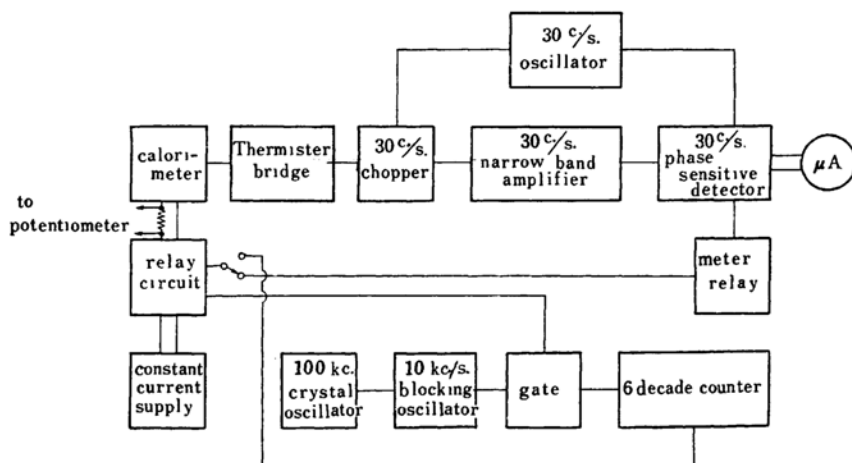 30 c./s.
oscillator
calori-
meter
Thermister
bridge
30 c./s.
chopper
30 c./s.
narrow band
amplifier
30 c./s.
phase
sensitive
detector
μA
to
potentiometer
relay
circuit
meter
relay
constant
current
supply
100 kc.
crystal
oscillator
10 kc/s.
blocking
oscillator
gate
6 decade counter